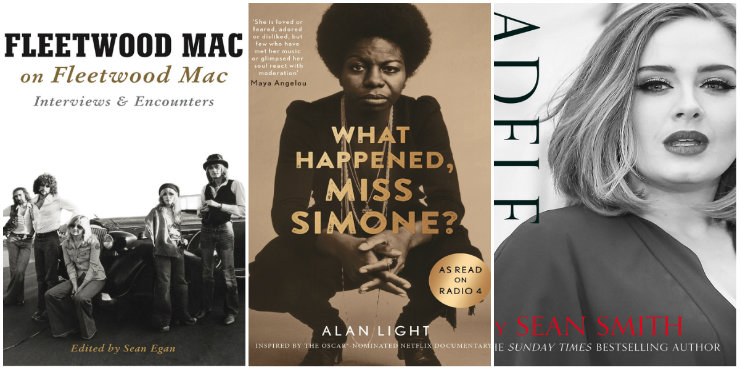 FLEETWOOD MAC
on Fleetwood Mac
Interviews & Encounters
Edited by Sean Egan
'She is loved or
feared, adored
or disliked, but
few who have
met her music
or glimpsed her
soul react with
moderation'
Maya Angelou
WHAT
HAPPENED,
MISS
SIMONE?
AS READ
ON
RADIO 4
ALAN LIGHT
INSPIRED BY THE OSCAR-NOMINATED NETFLIX DOCUMENTARY
ADELE
Y SEAN SMITH
HE SUNDAY TIMES BESTSELLING AUTHOR